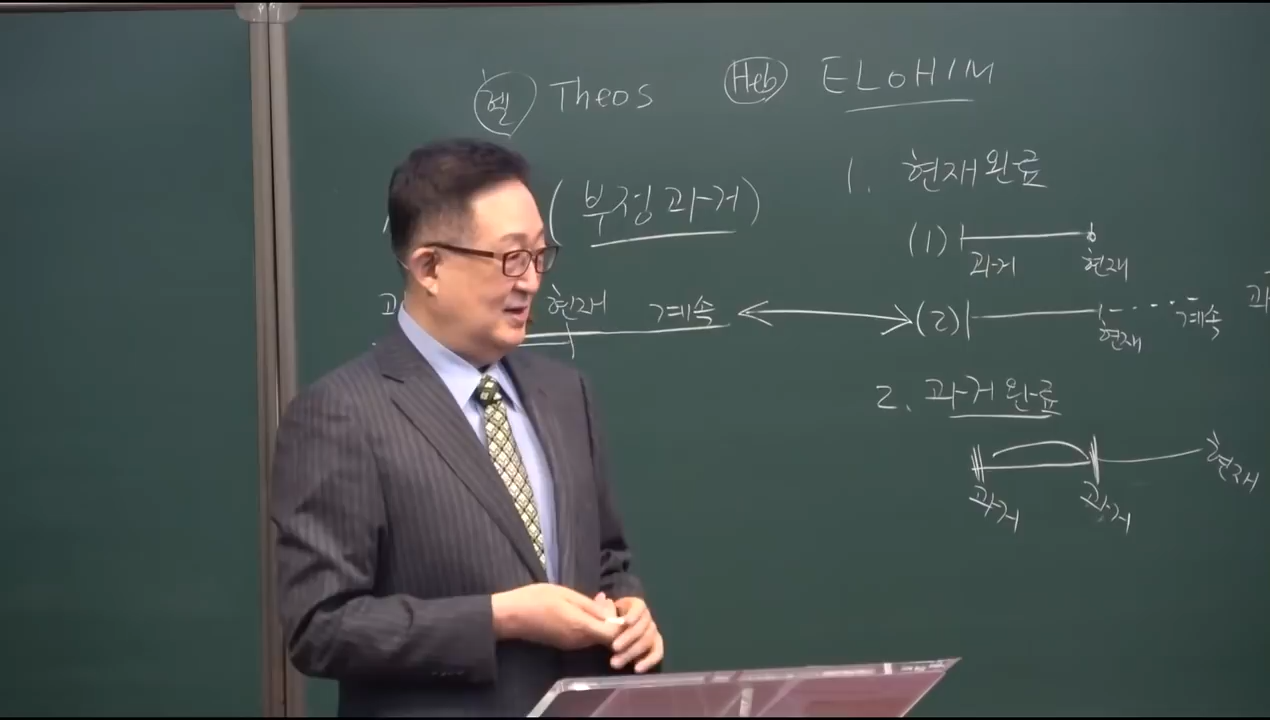 헬 Theos Heb ELOHIM
(부정과거)
현재 계속
1. 현재완료
(1) 과거 현재
(2) 현재 계속
2. 과거완료
과거 과거 현재